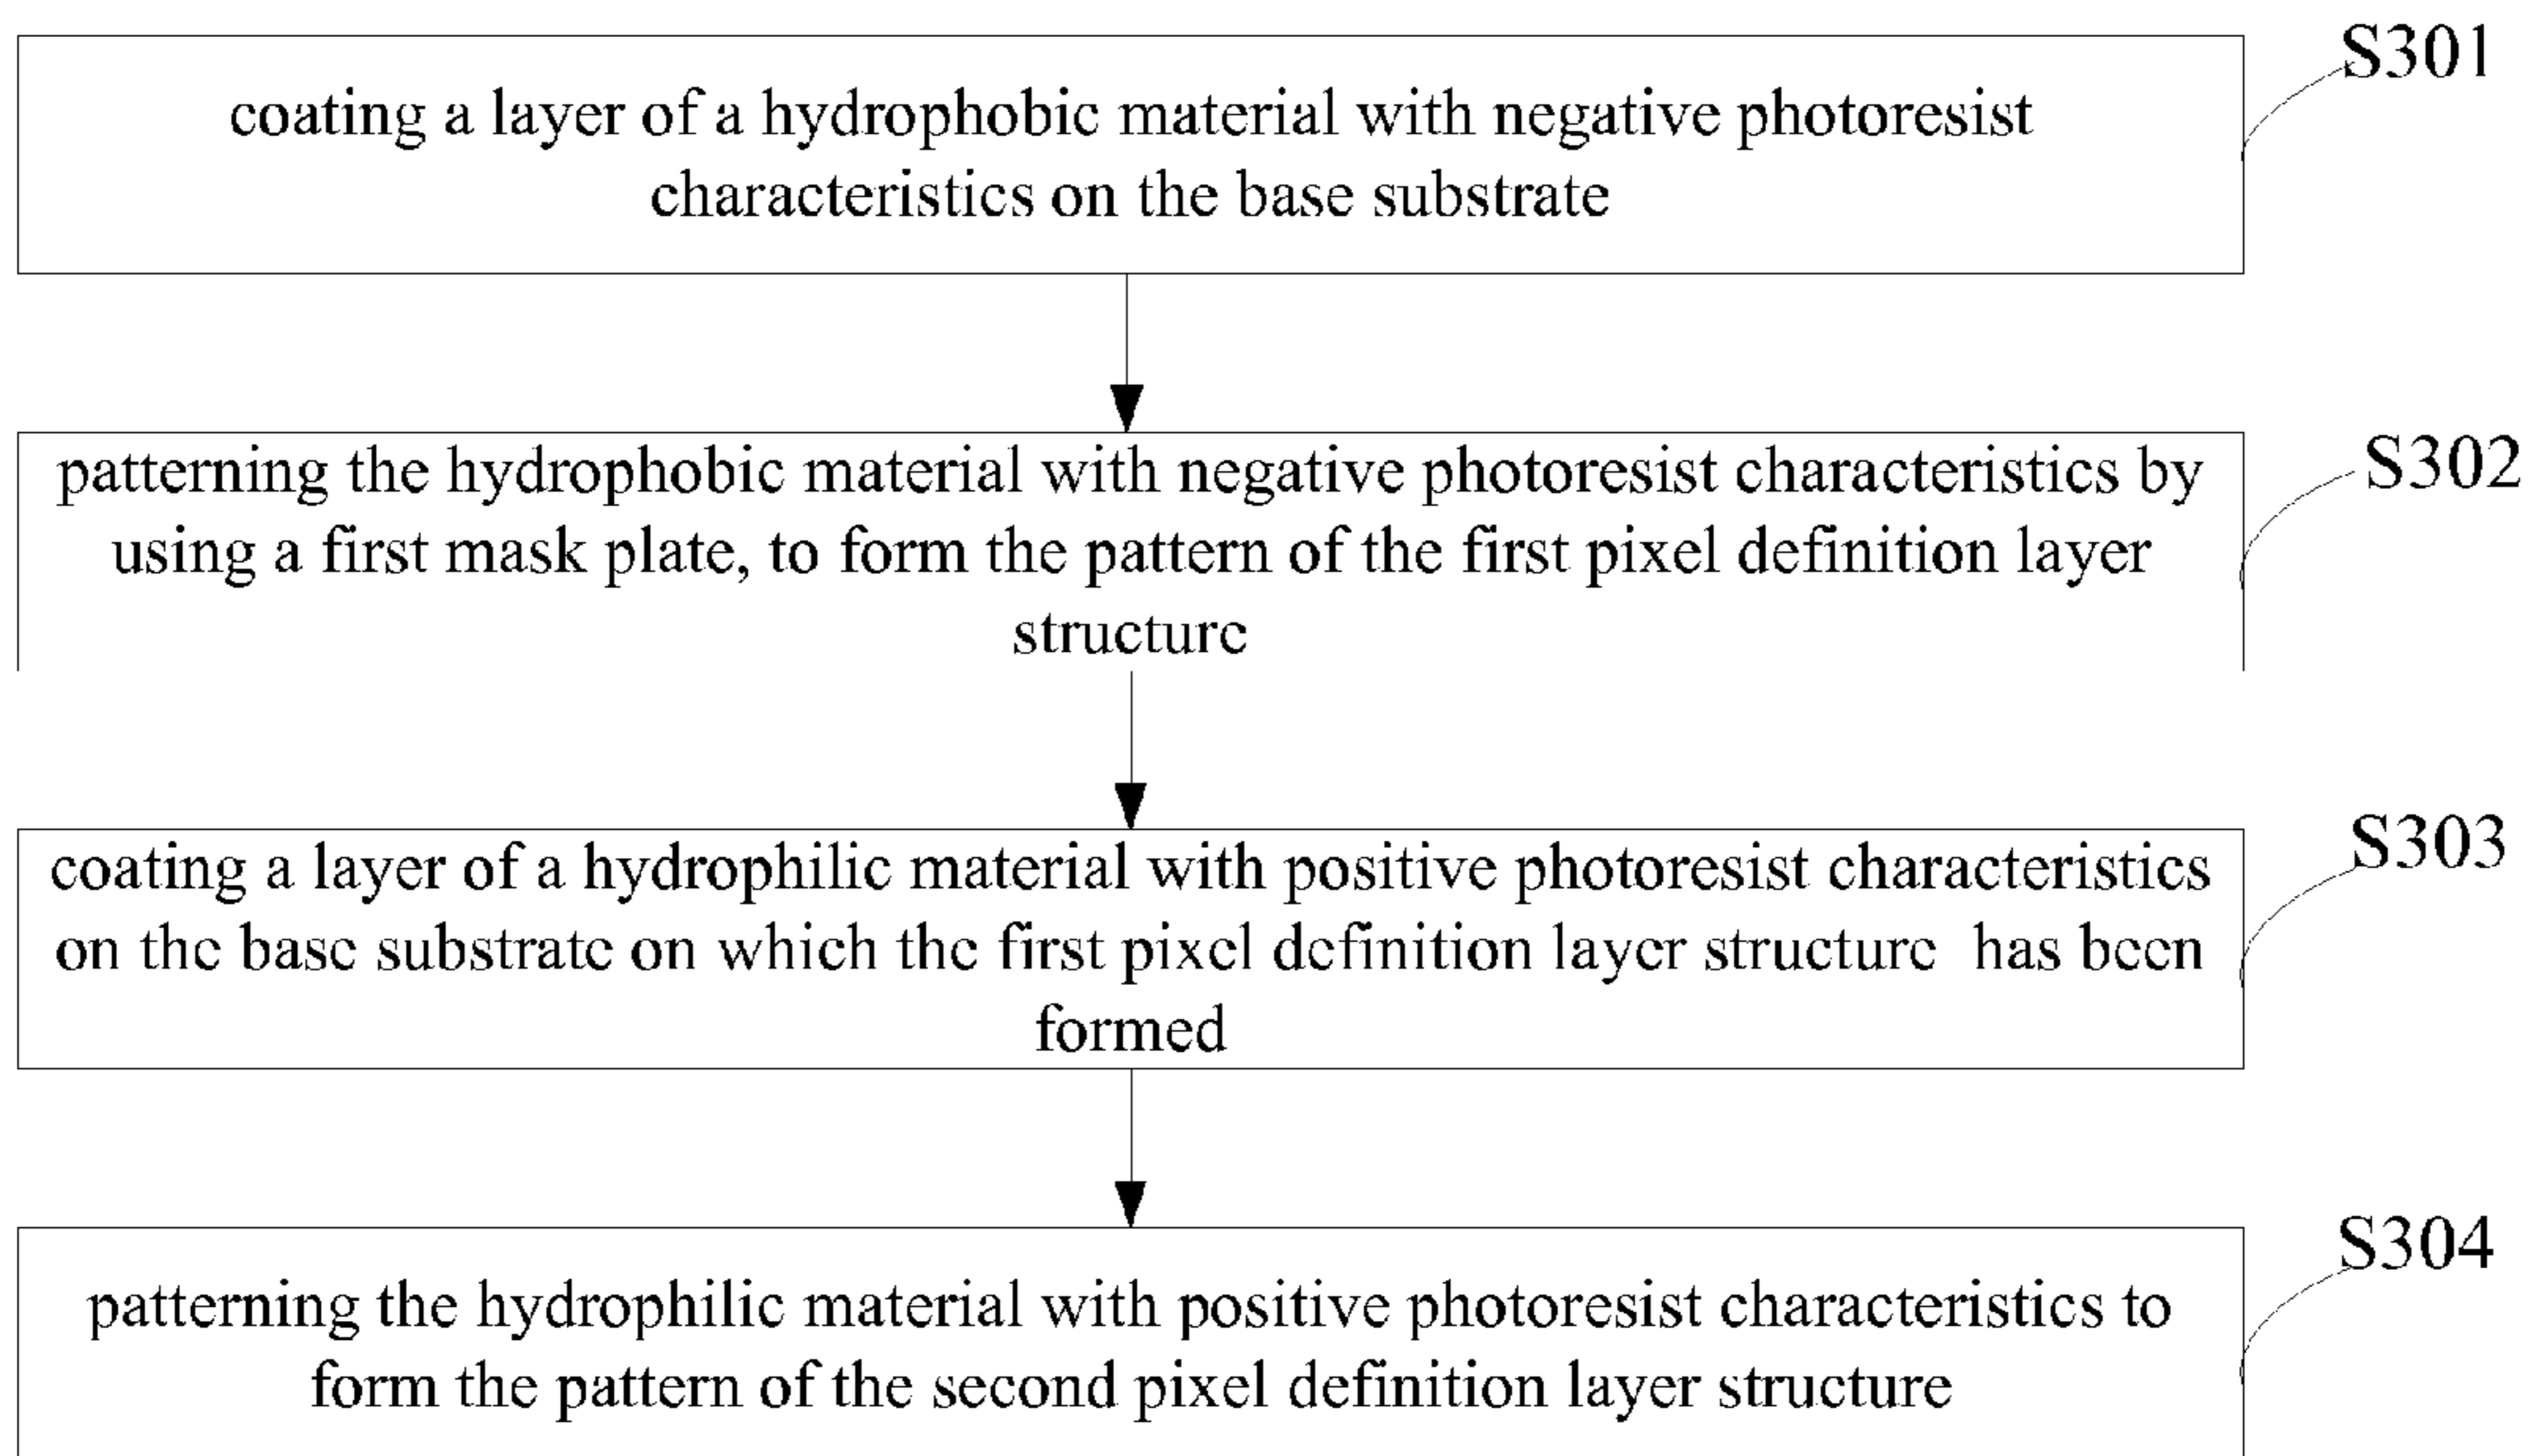 S301
coating a layer of a hydrophobic material with negative photoresist
characteristics on the base substrate
S302
patterning the hydrophobic material with negative photoresist characteristics by
using a first mask plate, to form the pattern of the first pixel definition layer
structure
S303
coating a layer of a hydrophilic material with positive photoresist characteristics
on the base substrate on which the first pixel definition layer structure has been
formed
S304
patterning the hydrophilic material with positive photoresist characteristics to
form the pattern of the second pixel definition layer structure